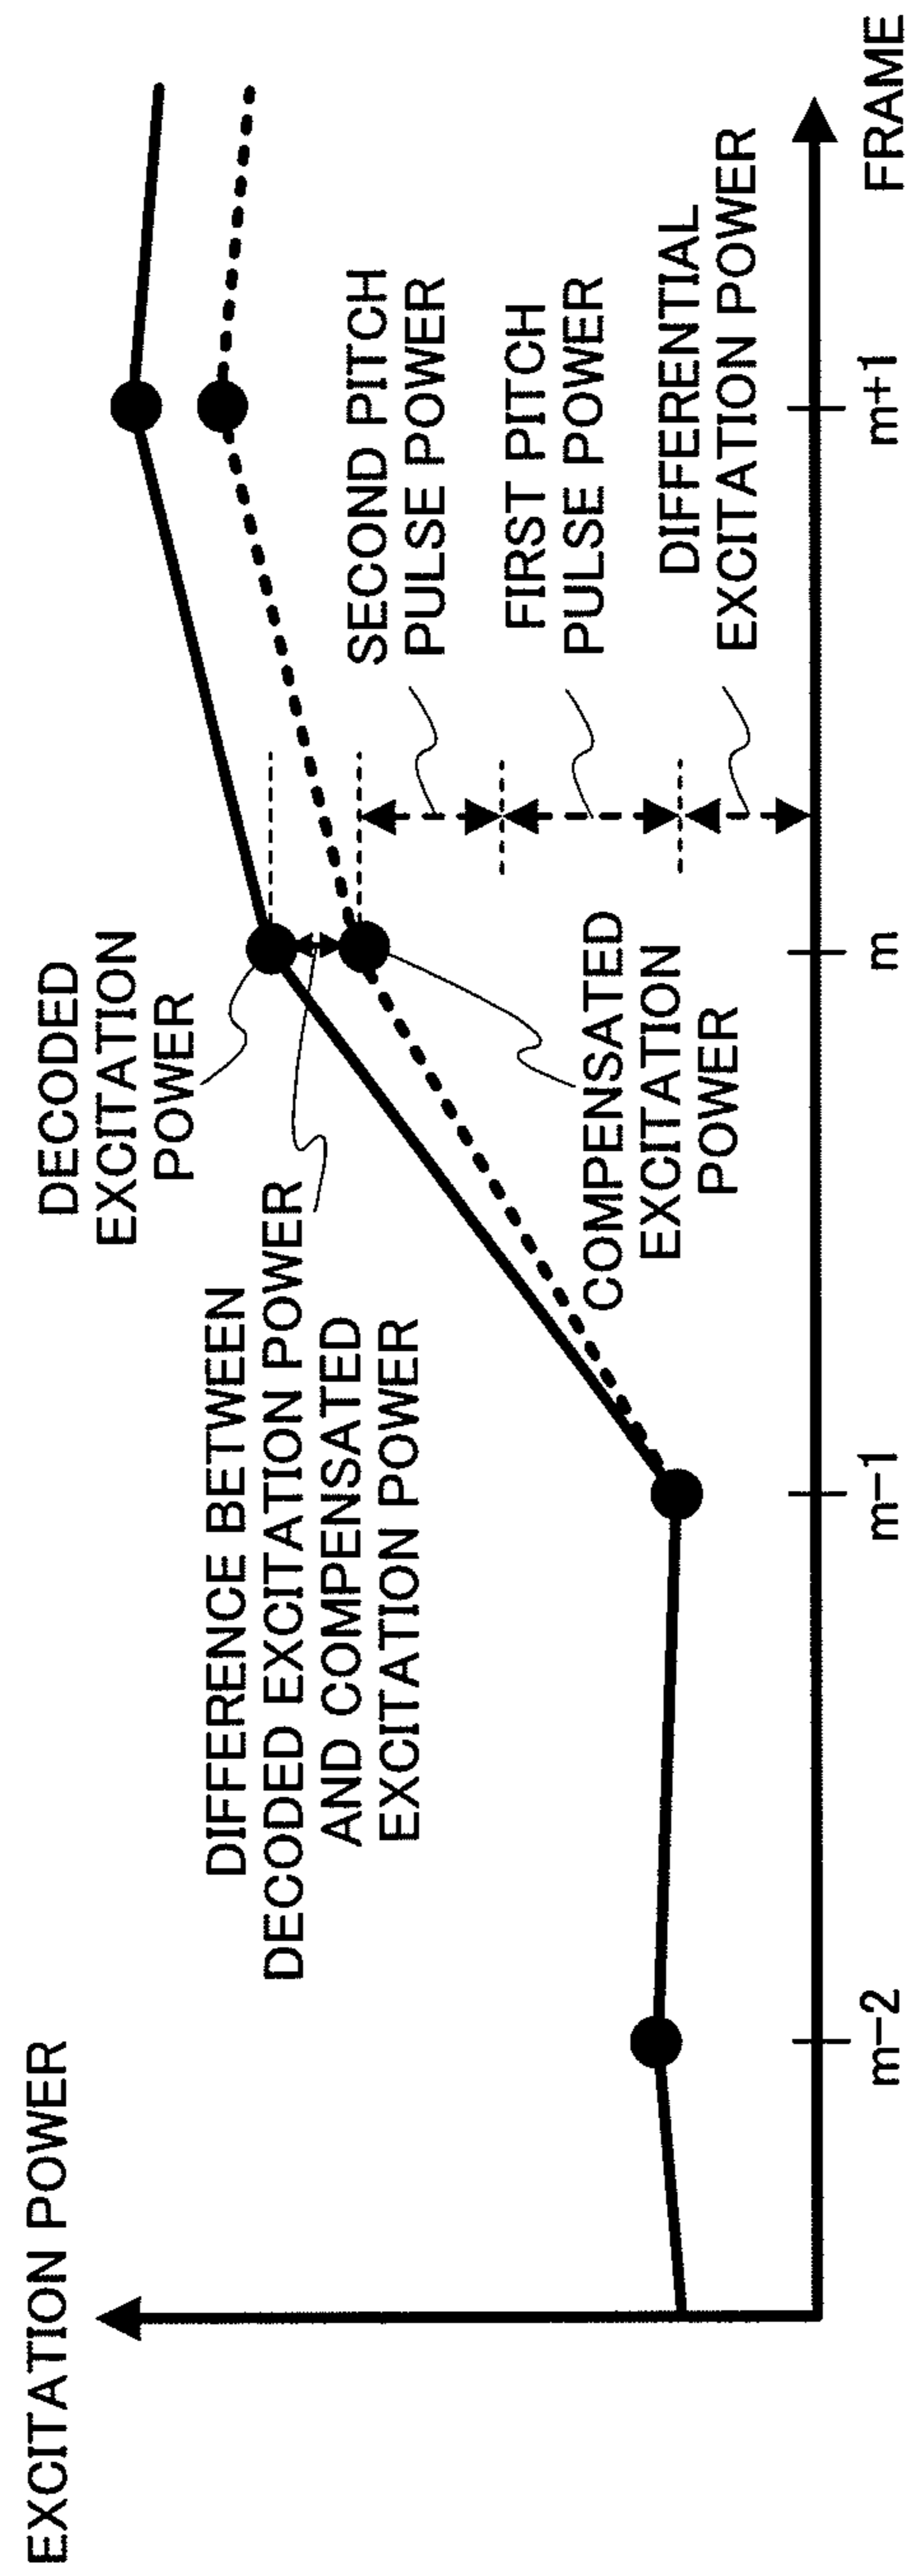 EXCITATION POWER
DECODED
EXCITATION
POWER
DIFFERENCE BETWEEN
DECODED EXCITATION POWER
AND COMPENSATED
EXCITATION POWER
SECOND PITCH
PULSE POWER
FIRST PITCH
PULSE POWER
COMPENSATED
EXCITATION
POWER
DIFFERENTIAL
EXCITATION POWER
m-2
m-1
m
m+1
FRAME